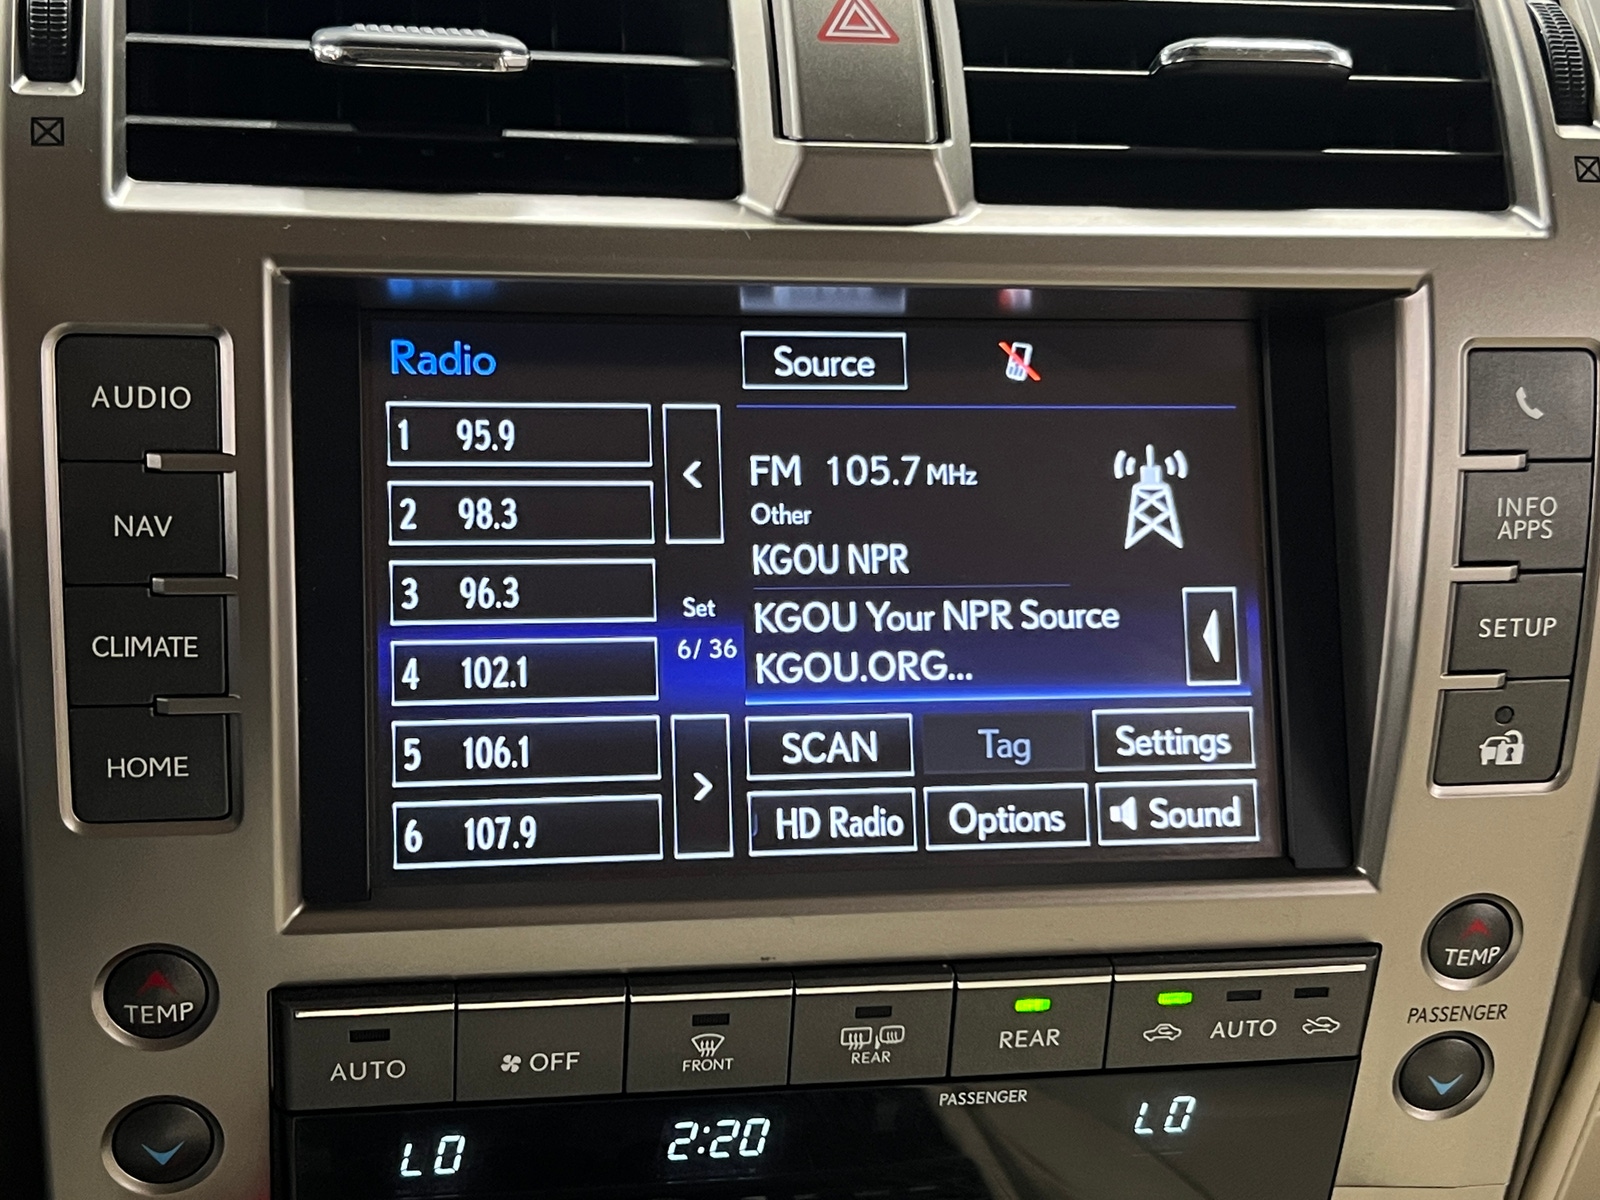 AUDIO
NAV
CLIMATE
HOME
Radio
Source
1 95.9
2 98.3
3 96.3
4 102.1
5 106.1
6 107.9
<
Set
6/ 36
>
FM 105.7 MHz
Other
KGOU NPR
KGOU Your NPR Source
KGOU.ORG...
SCAN
Tag
Settings
HD Radio
Options
Sound
INFO
APPS
SETUP
TEMP
TEMP
PASSENGER
AUTO
OFF
FRONT
REAR
REAR
AUTO
PASSENGER
LO
2:20
LO